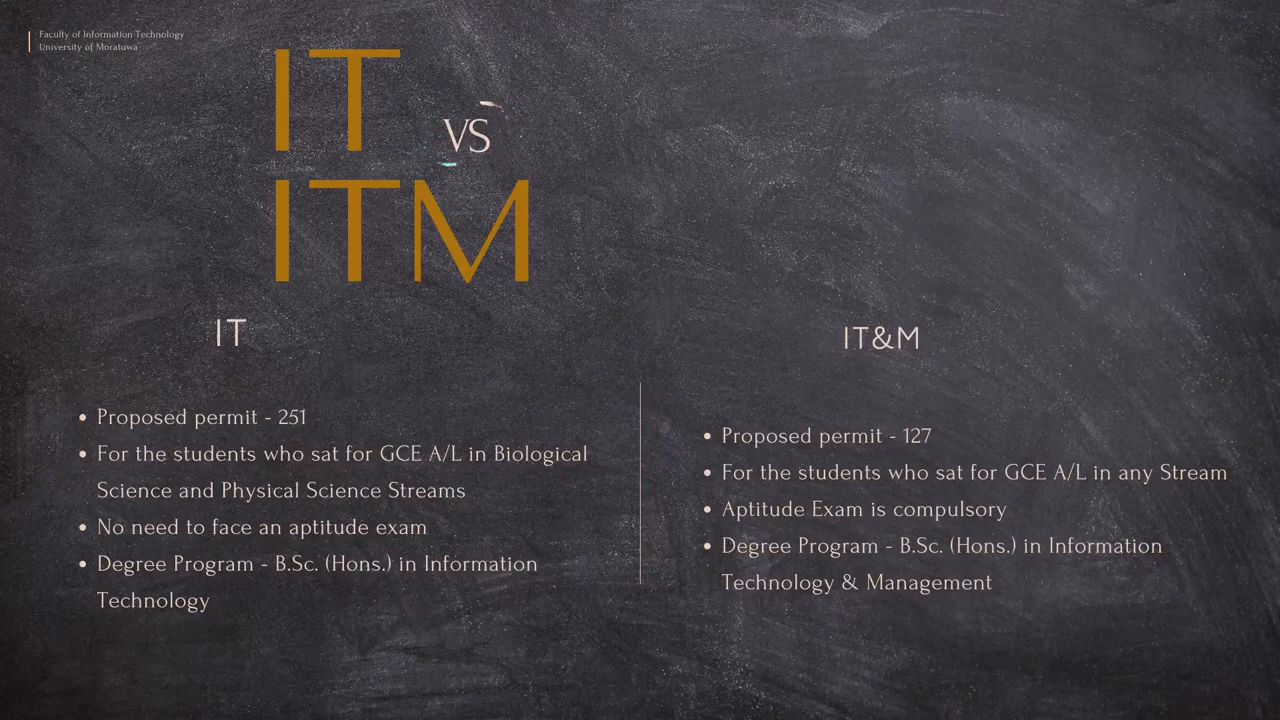 Faculty of Information Technology
University of Moratuwa
IT
VS
ITM
IT
• Proposed permit - 251
• For the students who sat for GCE A/L in Biological
Science and Physical Science Streams
• No need to face an aptitude exam
• Degree Program - B.Sc. (Hons.) in Information
Technology
IT&M
• Proposed permit - 127
• For the students who sat for GCE A/L in any Stream
• Aptitude Exam is compulsory
• Degree Program - B.Sc. (Hons.) in Information
Technology & Management